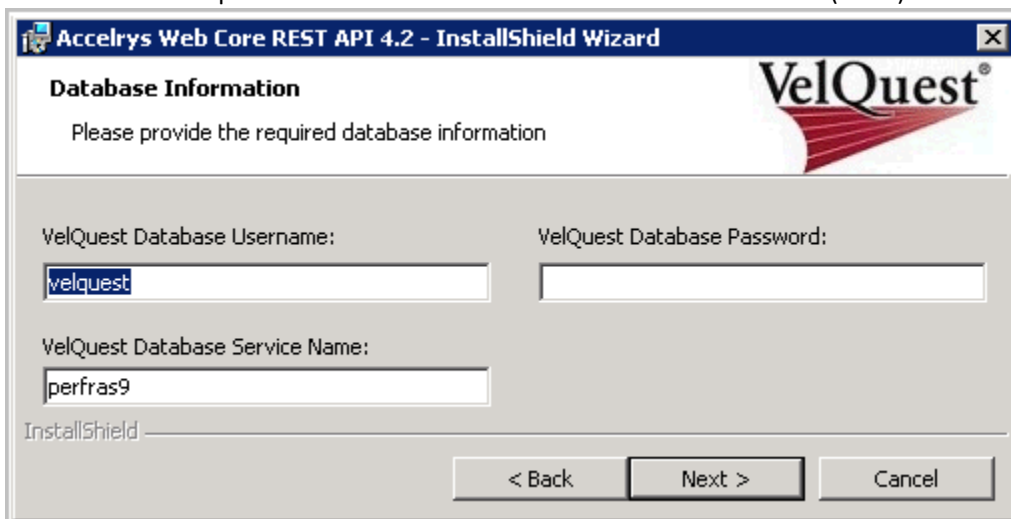 Accelrys Web Core REST API 4.2 - InstallShield Wizard
Database Information
Please provide the required database information
VelQuest®
VelQuest Database Username:
VelQuest Database Password:
velquest
VelQuest Database Service Name:
perfras9
InstallShield
< Back
Next >
Cancel